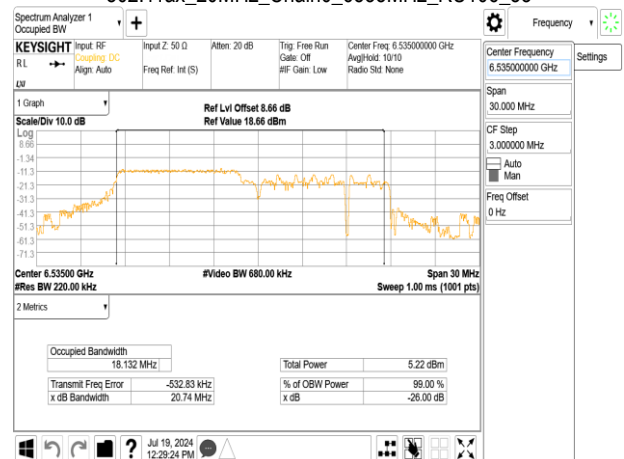 Spectrum Analyzer 1
Occupied BW
Frequency
KEYSIGHT
R L
LXI
Input: RF
Coupling: DC
Align: Auto
Input Z: 50 Ω
Freq Ref: Int (S)
Atten: 20 dB
Trig: Free Run
Gate: Off
#IF Gain: Low
Center Freq: 6.535000000 GHz
Avg|Hold: 10/10
Radio Std: None
Center Frequency
6.535000000 GHz
Settings
Span
30.000 MHz
CF Step
3.000000 MHz
Auto
Man
Freq Offset
0 Hz
1 Graph
Scale/Div 10.0 dB
Ref Lvl Offset 8.66 dB
Ref Value 18.66 dBm
Log
8.66
-1.34
-11.3
-21.3
-31.3
-41.3
-51.3
-61.3
-71.3
Center 6.53500 GHz
#Res BW 220.00 kHz
#Video BW 680.00 kHz
Span 30 MHz
Sweep 1.00 ms (1001 pts)
2 Metrics
Occupied Bandwidth
18.132 MHz
Total Power 5.22 dBm
Transmit Freq Error -532.83 kHz
% of OBW Power 99.00 %
x dB Bandwidth 20.74 MHz
x dB -26.00 dB
?
Jul 19, 2024
12:29:24 PM